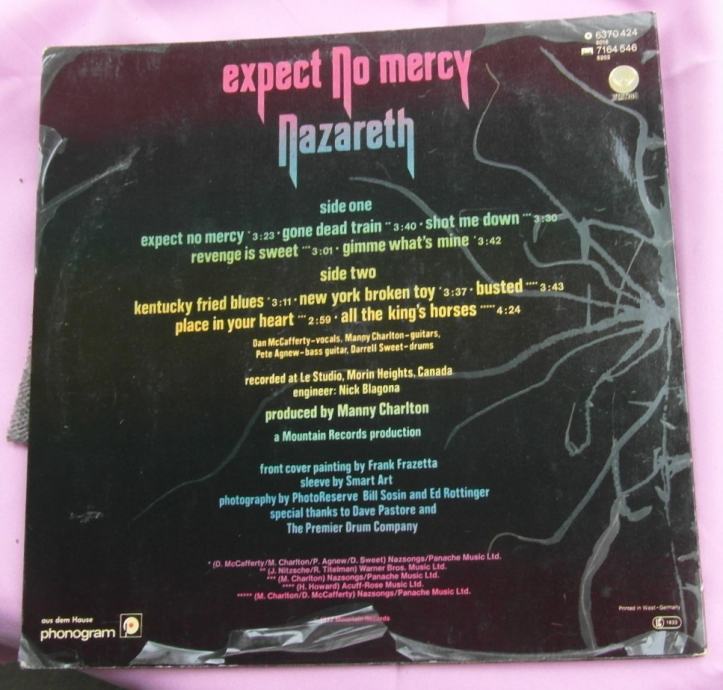 6370 424
7164 546
expect no mercy
Nazareth
side one
expect no mercy * 3:23 · gone dead train ** 3:40 · shot me down *** 3:30
revenge is sweet *** 3:01 · gimme what's mine * 3:42
side two
kentucky fried blues * 3:11 · new york broken toy * 3:37 · busted **** 3:43
place in your heart *** 2:59 · all the king's horses ***** 4:24
Dan McCafferty-vocals, Manny Charlton-guitars,
Pete Agnew-bass guitar, Darrell Sweet-drums
recorded at Le Studio, Morin Heights, Canada
engineer: Nick Blagona
produced by Manny Charlton
a Mountain Records production
front cover painting by Frank Frazetta
sleeve by Smart Art
photography by PhotoReserve Bill Sosin and Ed Rottinger
special thanks to Dave Pastore and
The Premier Drum Company
* (D. McCafferty/M. Charlton/P. Agnew/D. Sweet) Nazsongs/Panache Music Ltd.
** (J. Nitzsche/R. Titelman) Warner Bros. Music Ltd.
*** (M. Charlton) Nazsongs/Panache Music Ltd.
**** (H. Howard) Acuff-Rose Music Ltd.
***** (M. Charlton/D. McCafferty) Nazsongs/Panache Music Ltd.
Printed in West-Germany
aus dem Hause
phonogram
Mountain Records